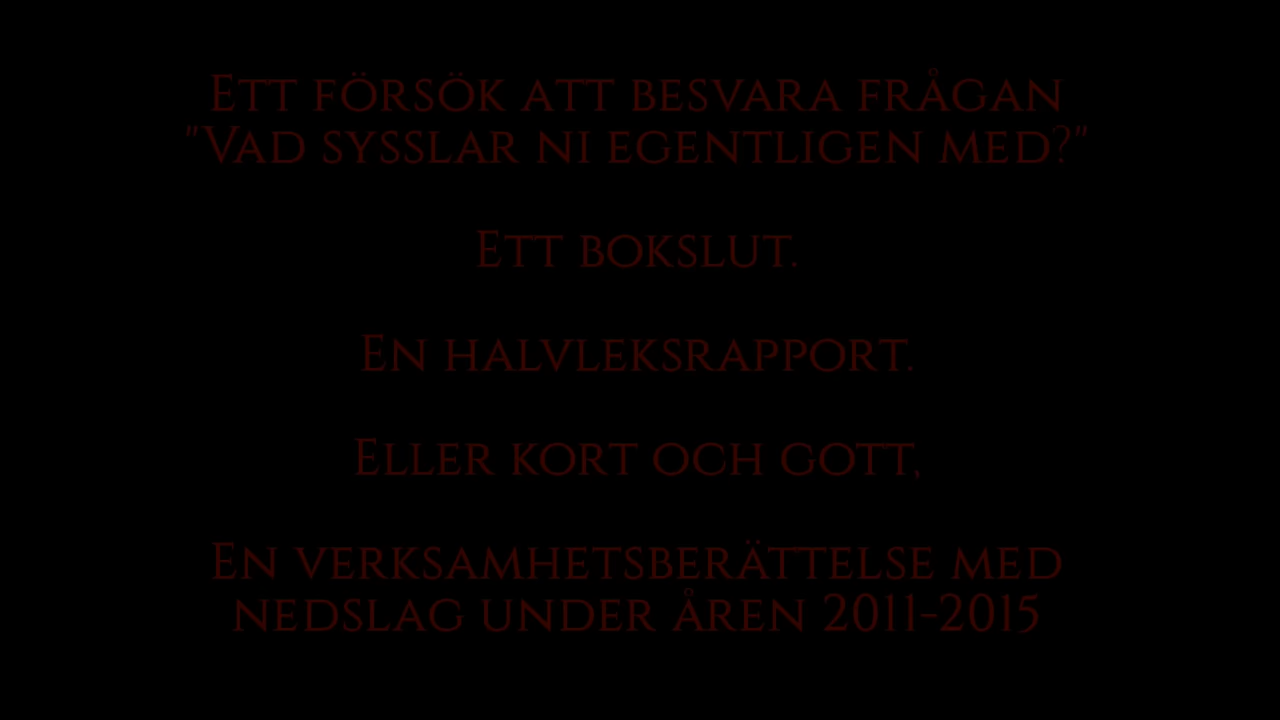 Ett försök att besvara frågan
"Vad sysslar ni egentligen med?"
Ett bokslut.
En halvleksrapport.
Eller kort och gott,
En verksamhetsberättelse med
nedslag under åren 2011-2015